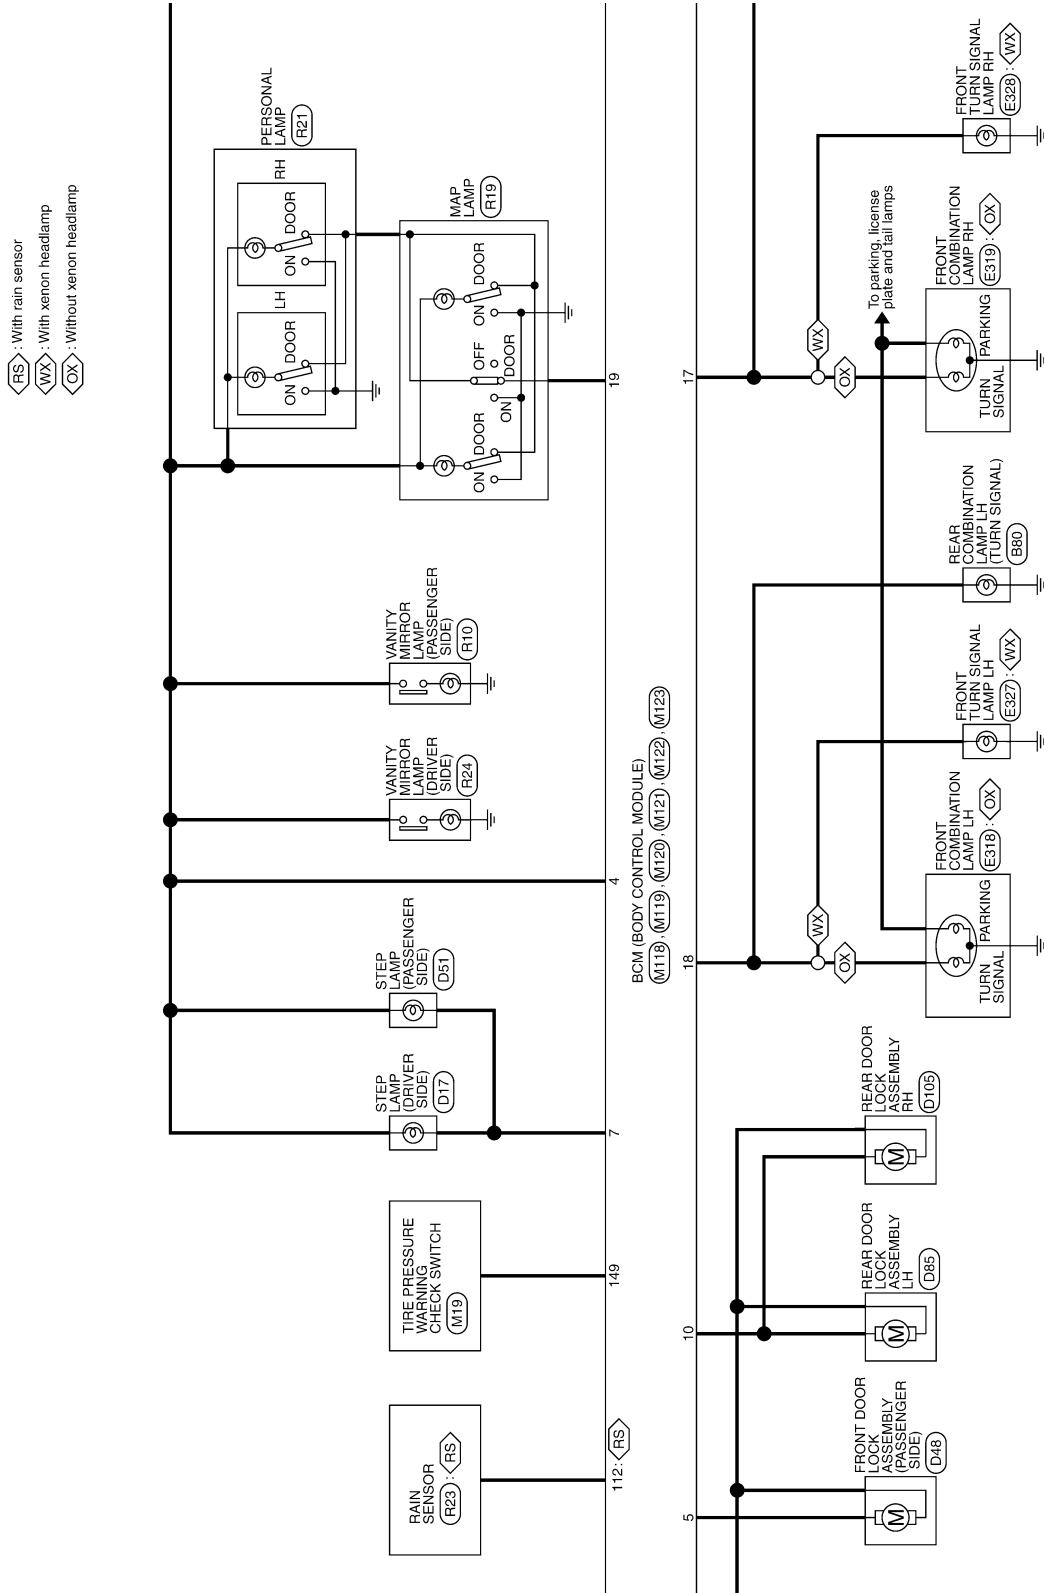 RS : With rain sensor
WX : With xenon headlamp
OX : Without xenon headlamp
RAIN
SENSOR
R23 : RS
112: RS
TIRE PRESSURE
WARNING
CHECK SWITCH
M19
149
STEP
LAMP
(DRIVER
SIDE)
D17
7
STEP
LAMP
(PASSENGER
SIDE)
D51
4
VANITY
MIRROR
LAMP
(DRIVER
SIDE)
R24
VANITY
MIRROR
LAMP
(PASSENGER
SIDE)
R10
PERSONAL
LAMP
R21
LH
ON
DOOR
RH
ON
DOOR
MAP
LAMP
R19
ON
DOOR
ON
DOOR
OFF
ON
DOOR
19
BCM (BODY CONTROL MODULE)
M118 , M119 , M120 , M121 , M122 , M123
5
FRONT DOOR
LOCK
ASSEMBLY
(PASSENGER
SIDE)
D48
M
10
REAR DOOR
LOCK
ASSEMBLY
LH
D85
M
REAR DOOR
LOCK
ASSEMBLY
RH
D105
M
18
WX
OX
FRONT
COMBINATION
LAMP LH
E318 : OX
TURN
SIGNAL
PARKING
FRONT
TURN SIGNAL
LAMP LH
E327 : WX
REAR
COMBINATION
LAMP LH
(TURN SIGNAL)
B80
17
WX
OX
To parking, license
plate and tail lamps
FRONT
COMBINATION
LAMP RH
E319 : OX
TURN
SIGNAL
PARKING
FRONT
TURN SIGNAL
LAMP RH
E328 : WX